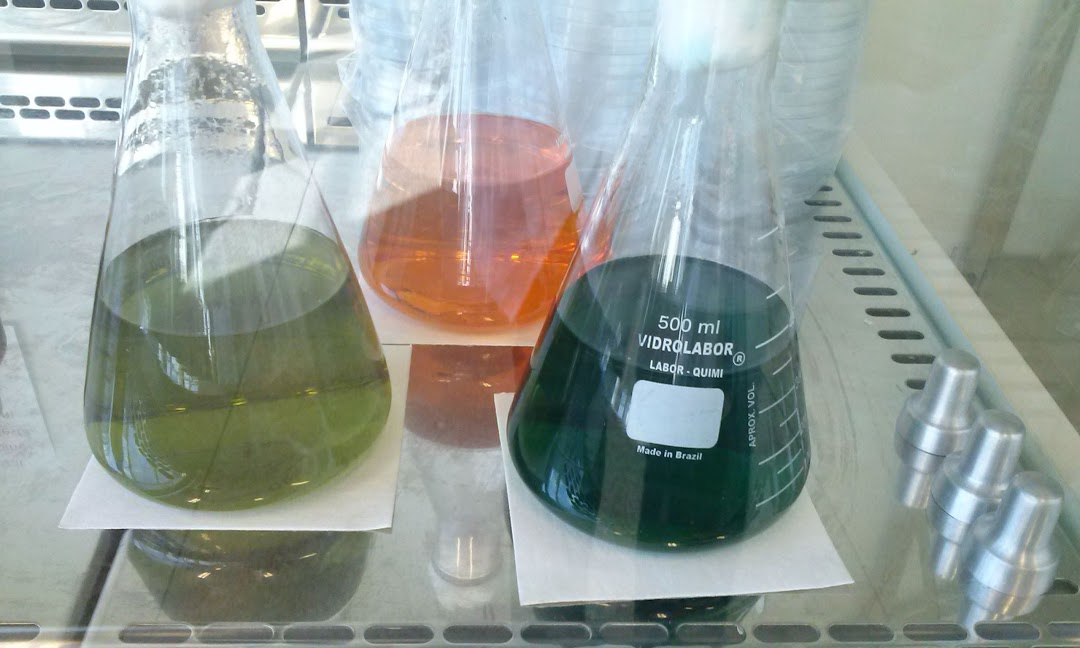 500 ml
VIDROLABOR®
LABOR - QUIMI
APROX. VOL.
Made in Brazil